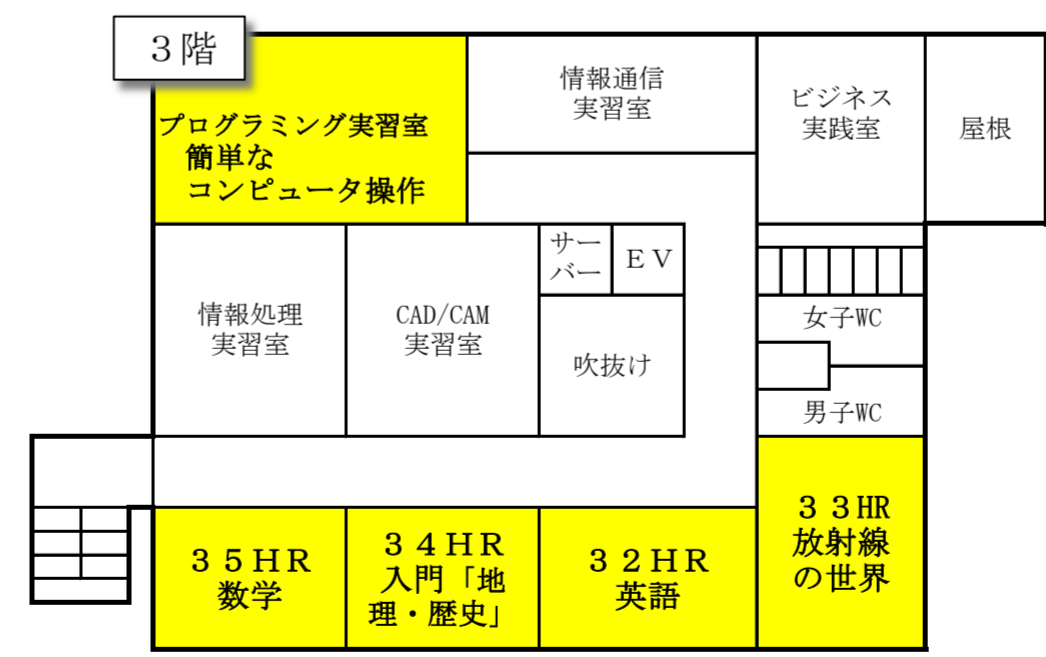 ３階
プログラミング実習室
簡単な
コンピュータ操作
情報通信
実習室
ビジネス
実践室
屋根
情報処理
実習室
CAD/CAM
実習室
サー
バー
ＥＶ
吹抜け
女子WC
男子WC
３５ＨＲ
数学
３４ＨＲ
入門「地
理・歴史」
３２ＨＲ
英語
３３HR
放射線
の世界